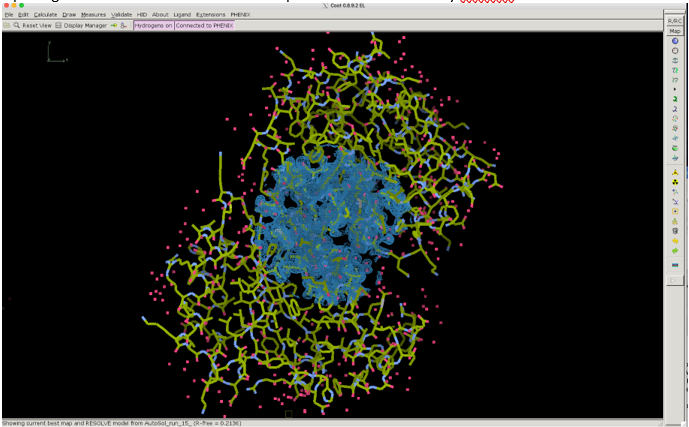 Coot 0.8.9.2 EL
File Edit Calculate Draw Measures Validate HID About Ligand Extensions PHENIX
Reset View Display Manager Hydrogens on Connected to PHENIX
R/RC
Map
Showing current best map and RESOLVE model from AutoSol_run_15_ (R-free = 0.2136)